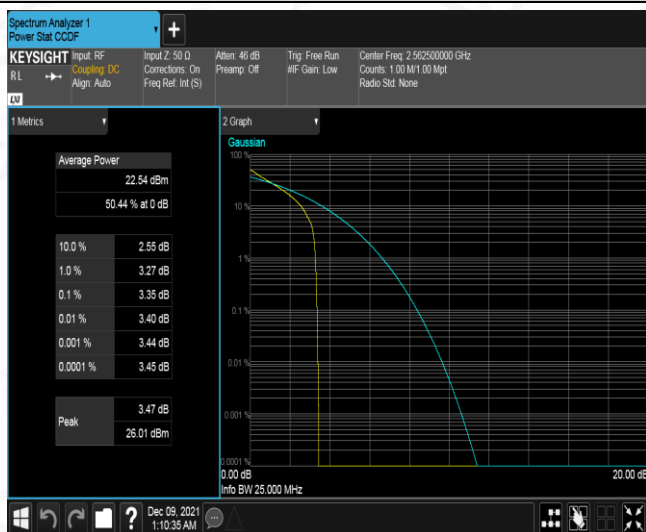 Spectrum Analyzer 1
Power Stat CCDF
+
KEYSIGHT
RL
LXI
Input: RF
Coupling: DC
Align: Auto
Input Z: 50 Ω
Corrections: On
Freq Ref: Int (S)
Atten: 46 dB
Preamp: Off
Trig: Free Run
#IF Gain: Low
Center Freq: 2.562500000 GHz
Counts: 1.00 M/1.00 Mpt
Radio Std: None
1 Metrics
Average Power
22.54 dBm
50.44 % at 0 dB
10.0 % 2.55 dB
1.0 % 3.27 dB
0.1 % 3.35 dB
0.01 % 3.40 dB
0.001 % 3.44 dB
0.0001 % 3.45 dB
Peak
3.47 dB
26.01 dBm
2 Graph
Gaussian
100 %
10 %
1 %
0.1 %
0.01 %
0.001 %
0.0001 %
0.00 dB 20.00 dB
Info BW 25.000 MHz
?
Dec 09, 2021
1:10:35 AM